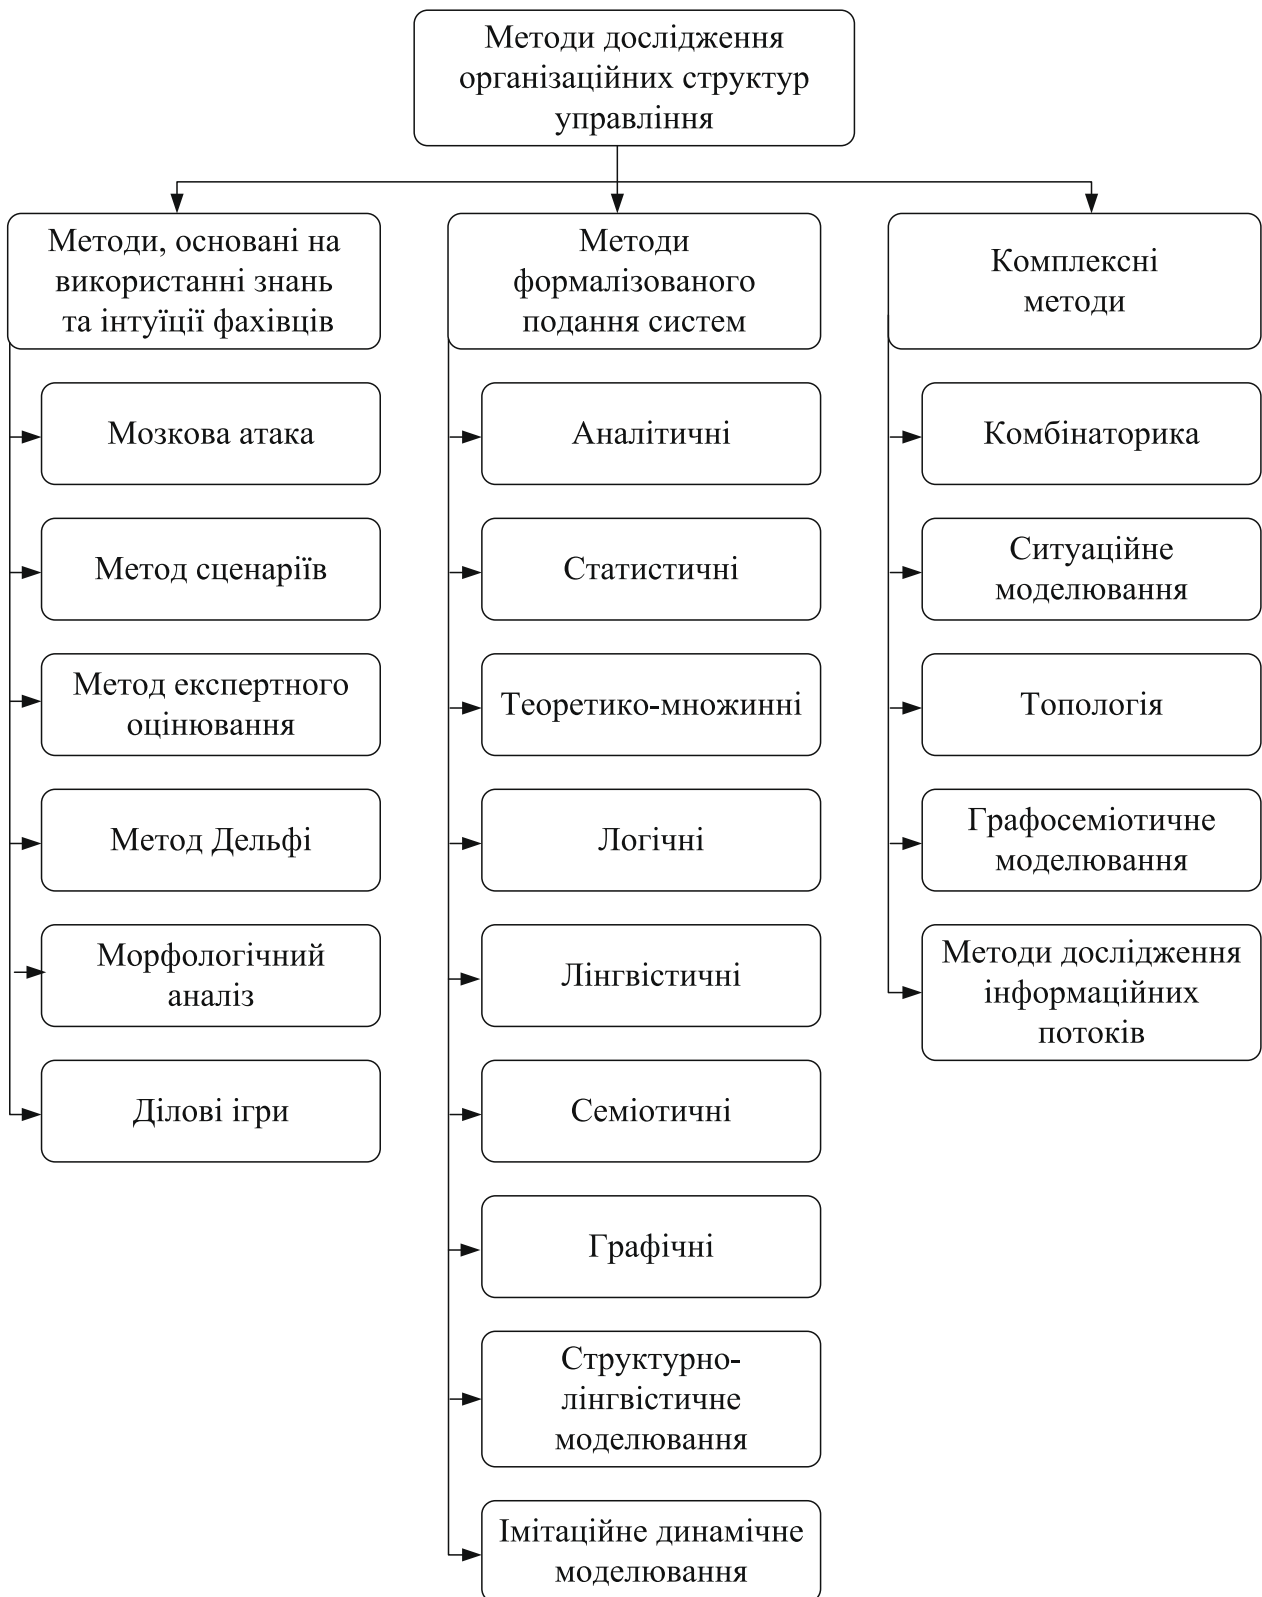 Методи дослідження
організаційних структур
управління
Методи, основані на
використанні знань
та інтуїції фахівців
Мозкова атака
Метод сценаріїв
Метод експертного
оцінювання
Метод Дельфі
Морфологічний
аналіз
Ділові ігри
Методи
формалізованого
подання систем
Аналітичні
Статистичні
Теоретико-множинні
Логічні
Лінгвістичні
Семіотичні
Графічні
Структурно-
лінгвістичне
моделювання
Імітаційне динамічне
моделювання
Комплексні
методи
Комбінаторика
Ситуаційне
моделювання
Топологія
Графосеміотичне
моделювання
Методи дослідження
інформаційних
потоків